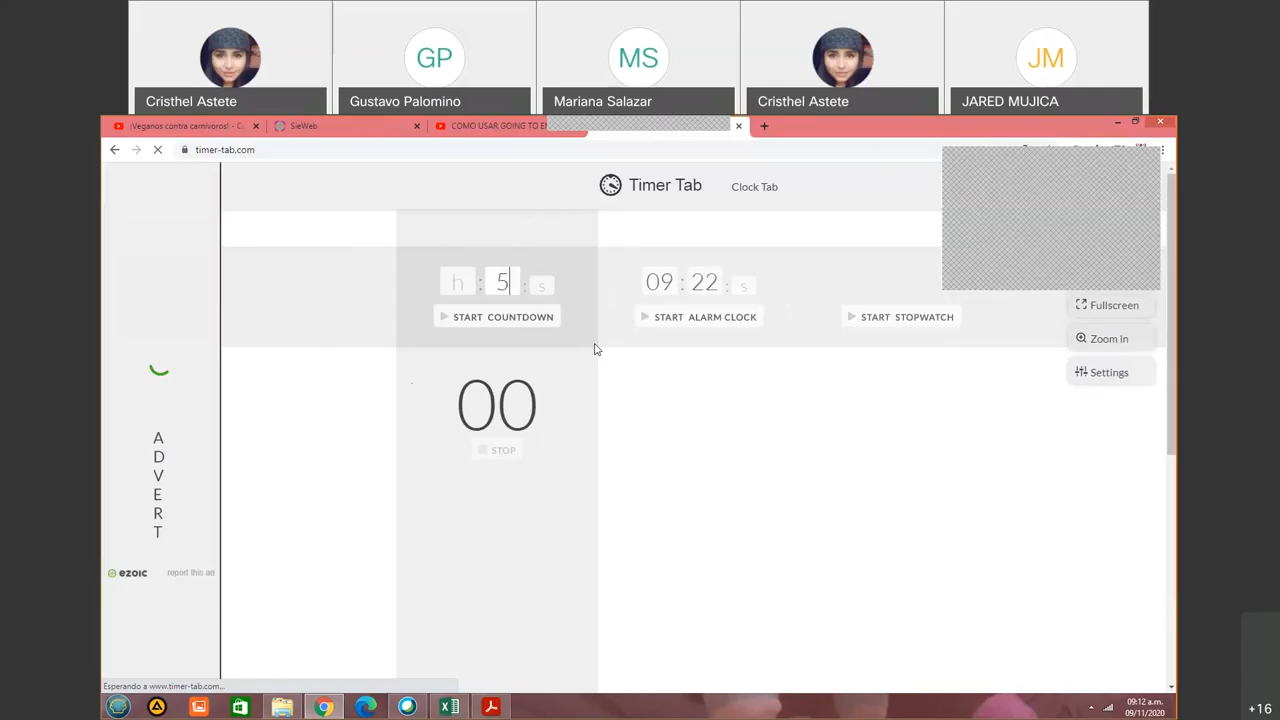 GP
MS
JM
Cristhel Astete
Gustavo Palomino
Mariana Salazar
Cristhel Astete
JARED MUJICA
¡Veganos contra carnívoros! - C
SieWeb
COMO USAR GOING TO EN
timer-tab.com
Timer Tab
Clock Tab
h : 5 : s
09 : 22 : s
START COUNTDOWN
START ALARM CLOCK
START STOPWATCH
Fullscreen
Zoom In
Settings
00
STOP
A
D
V
E
R
T
ezoic
report this ad
Esperando a www.timer-tab.com...
09:12 a.m.
09/11/2020
+16